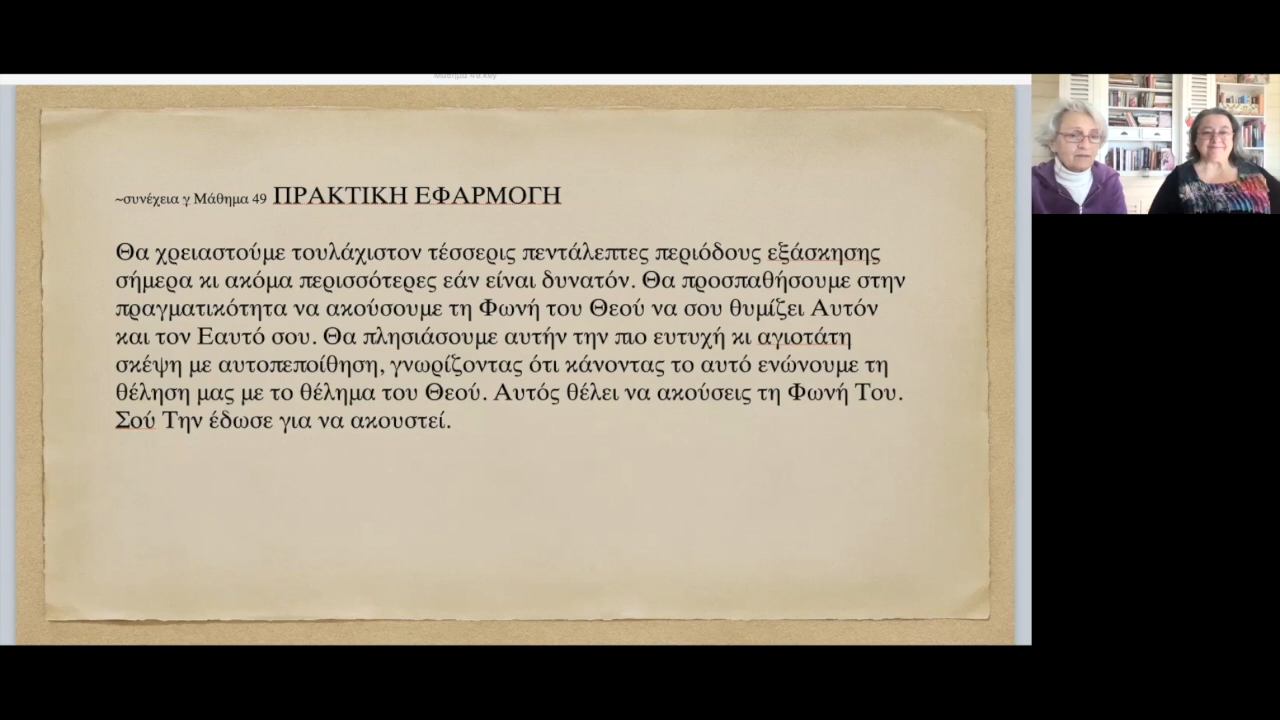 Μάθημα 49.key
~συνέχεια γ Μάθημα 49 ΠΡΑΚΤΙΚΗ ΕΦΑΡΜΟΓΗ
Θα χρειαστούμε τουλάχιστον τέσσερις πεντάλεπτες περιόδους εξάσκησης
σήμερα κι ακόμα περισσότερες εάν είναι δυνατόν. Θα προσπαθήσουμε στην
πραγματικότητα να ακούσουμε τη Φωνή του Θεού να σου θυμίζει Αυτόν
και τον Εαυτό σου. Θα πλησιάσουμε αυτήν την πιο ευτυχή κι αγιοτάτη
σκέψη με αυτοπεποίθηση, γνωρίζοντας ότι κάνοντας το αυτό ενώνουμε τη
θέληση μας με το θέλημα του Θεού. Αυτός θέλει να ακούσεις τη Φωνή Του.
Σού Την έδωσε για να ακουστεί.